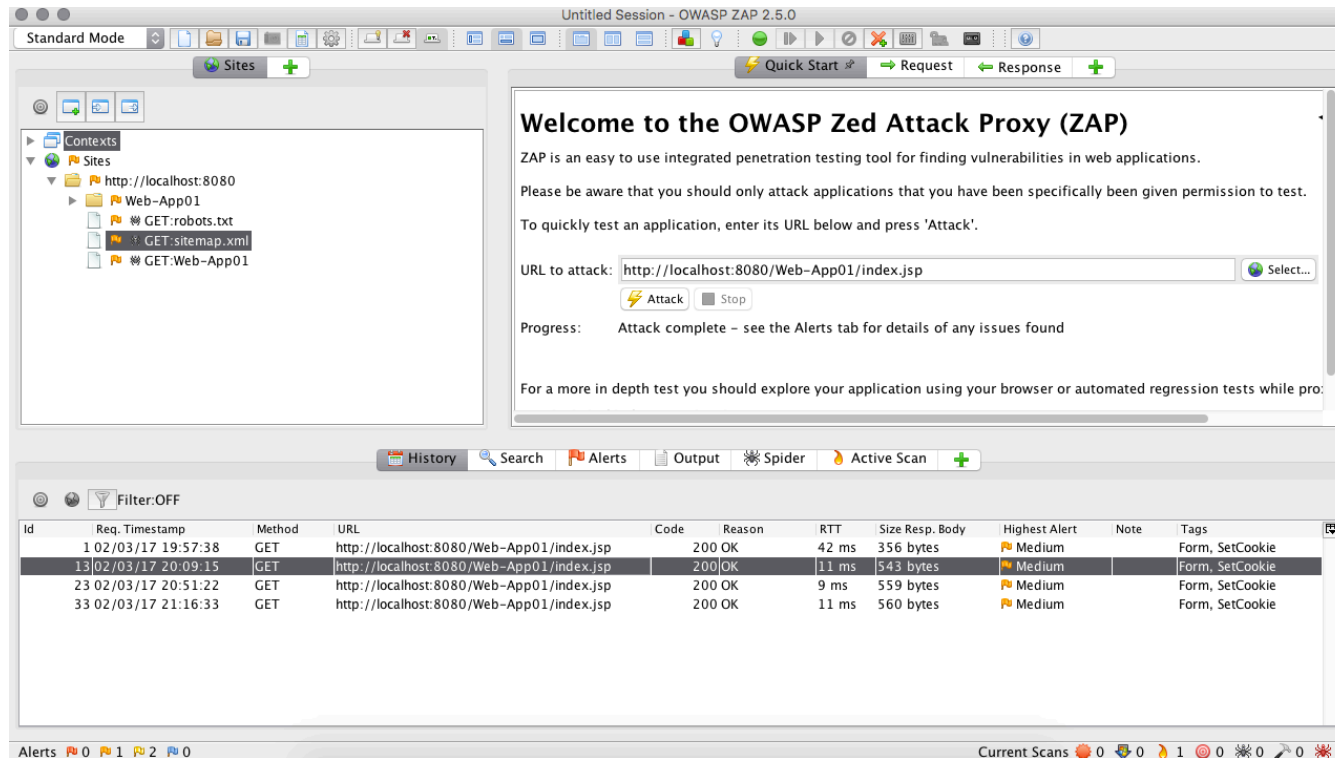 Untitled Session - OWASP ZAP 2.5.0
Standard Mode
Sites
Quick Start
Request
Response
Contexts
Sites
http://localhost:8080
Web-App01
GET:robots.txt
GET:sitemap.xml
GET:Web-App01
Welcome to the OWASP Zed Attack Proxy (ZAP)
ZAP is an easy to use integrated penetration testing tool for finding vulnerabilities in web applications.
Please be aware that you should only attack applications that you have been specifically been given permission to test.
To quickly test an application, enter its URL below and press 'Attack'.
URL to attack: http://localhost:8080/Web-App01/index.jsp Select...
Attack Stop
Progress: Attack complete – see the Alerts tab for details of any issues found
For a more in depth test you should explore your application using your browser or automated regression tests while pro
History Search Alerts Output Spider Active Scan
Filter:OFF
Id Req. Timestamp Method URL Code Reason RTT Size Resp. Body Highest Alert Note Tags
1 02/03/17 19:57:38 GET http://localhost:8080/Web-App01/index.jsp 200 OK 42 ms 356 bytes Medium Form, SetCookie
13 02/03/17 20:09:15 GET http://localhost:8080/Web-App01/index.jsp 200 OK 11 ms 543 bytes Medium Form, SetCookie
23 02/03/17 20:51:22 GET http://localhost:8080/Web-App01/index.jsp 200 OK 9 ms 559 bytes Medium Form, SetCookie
33 02/03/17 21:16:33 GET http://localhost:8080/Web-App01/index.jsp 200 OK 11 ms 560 bytes Medium Form, SetCookie
Alerts 0 1 2 0 Current Scans 0 0 1 0 0 0